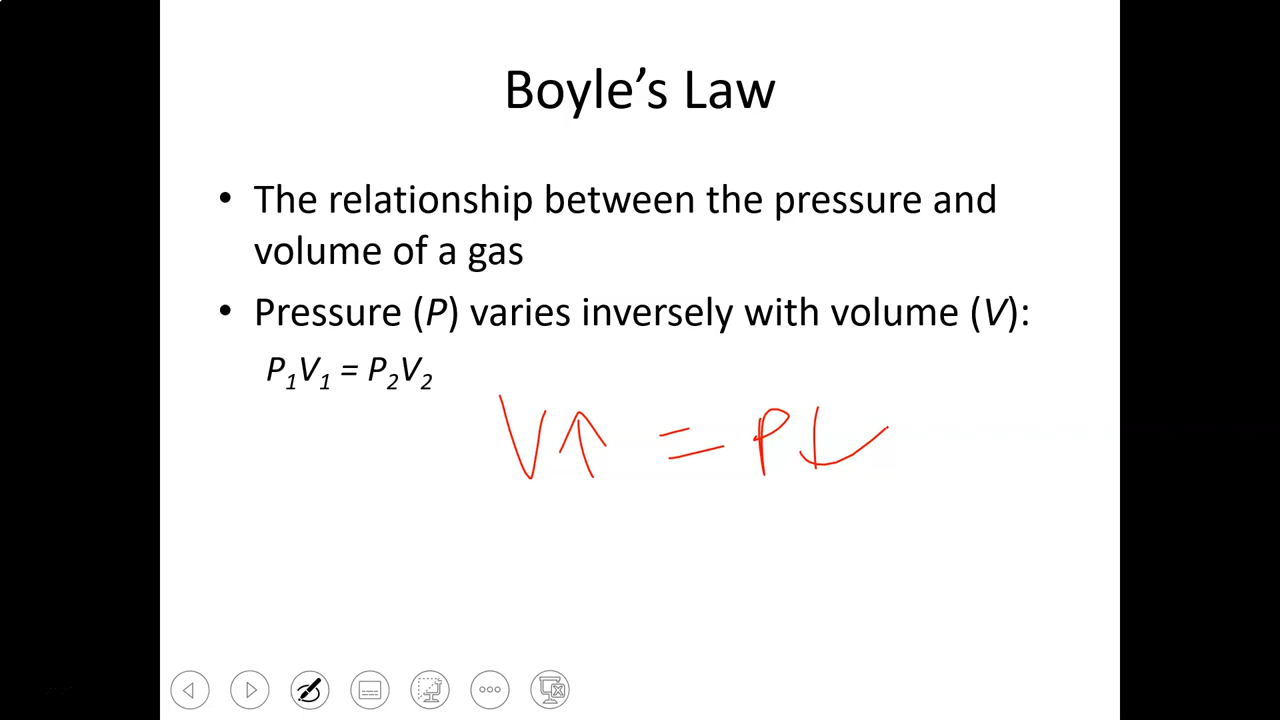 Boyle’s Law
• The relationship between the pressure and
volume of a gas
• Pressure (P) varies inversely with volume (V):
P₁V₁ = P₂V₂
V↑ = P↓